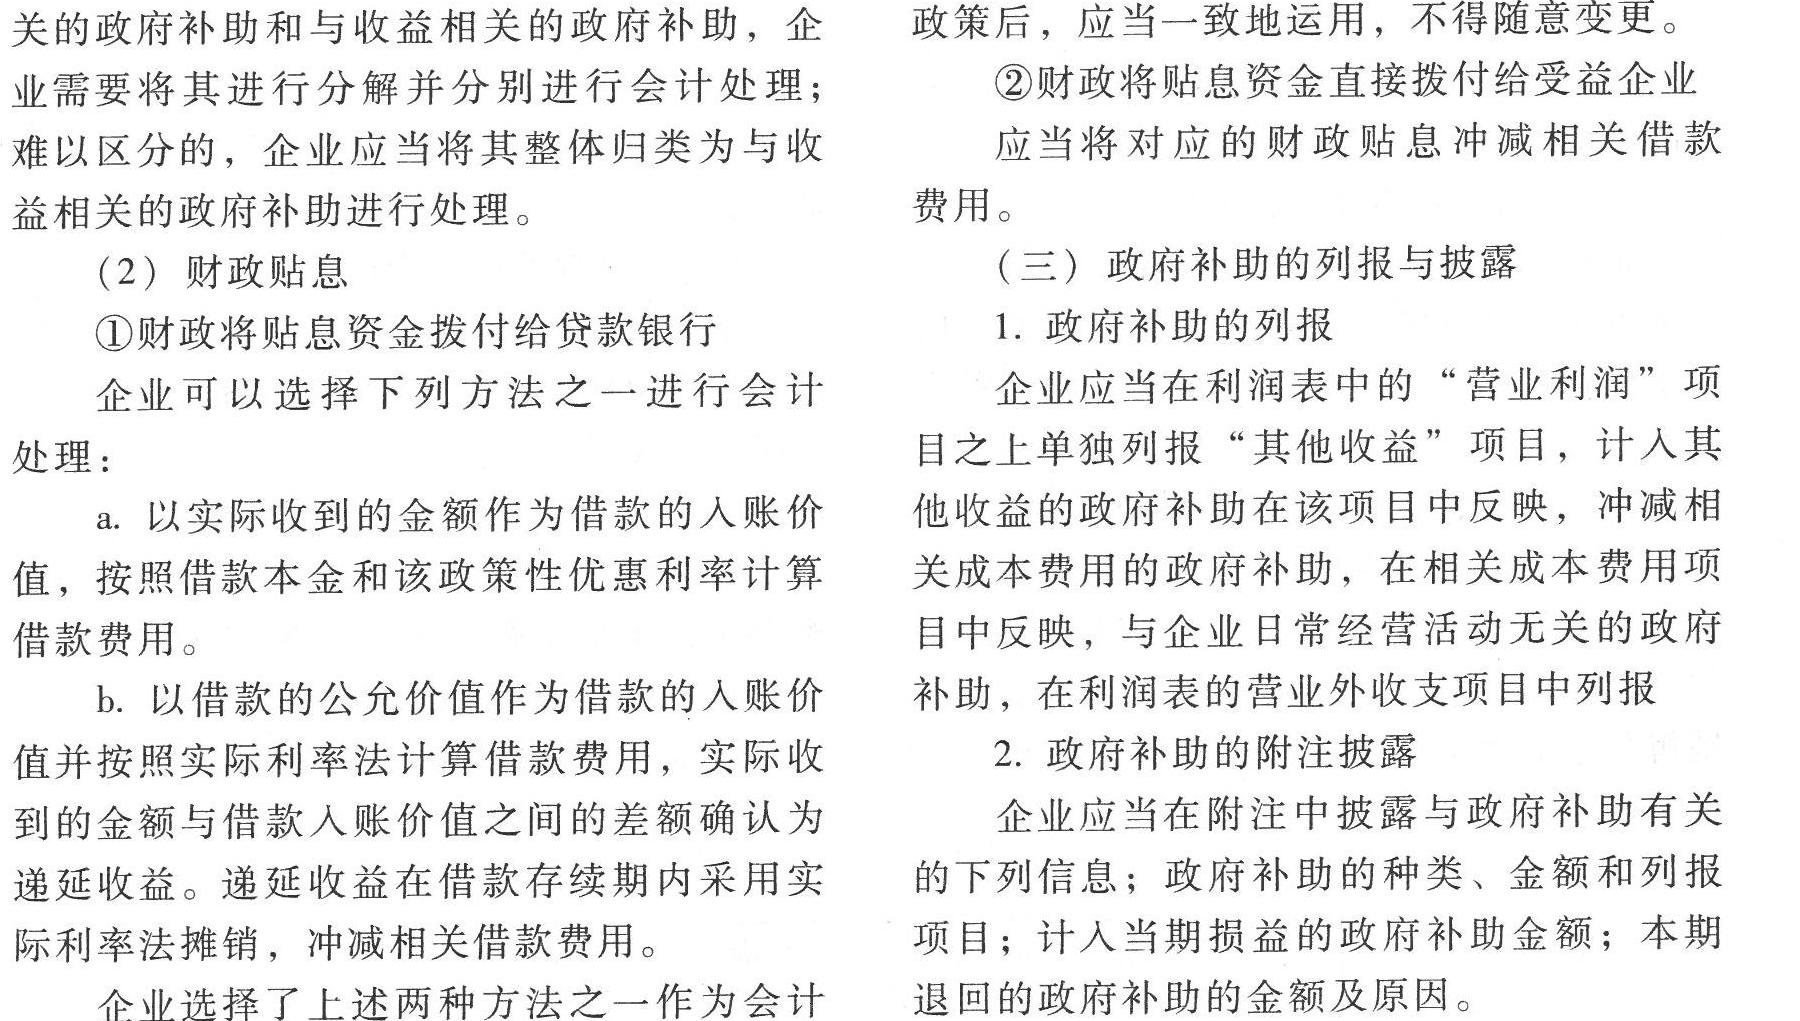 关的政府补助和与收益相关的政府补助，企
业需要将其进行分解并分别进行会计处理；
难以区分的，企业应当将其整体归类为与收
益相关的政府补助进行处理。
（2）财政贴息
①财政将贴息资金拨付给贷款银行
企业可以选择下列方法之一进行会计
处理：
a. 以实际收到的金额作为借款的入账价
值，按照借款本金和该政策性优惠利率计算
借款费用。
b. 以借款的公允价值作为借款的入账价
值并按照实际利率法计算借款费用，实际收
到的金额与借款入账价值之间的差额确认为
递延收益。递延收益在借款存续期内采用实
际利率法摊销，冲减相关借款费用。
企业选择了上述两种方法之一作为会计
政策后，应当一致地运用，不得随意变更。
②财政将贴息资金直接拨付给受益企业
应当将对应的财政贴息冲减相关借款
费用。
（三）政府补助的列报与披露
1. 政府补助的列报
企业应当在利润表中的“营业利润”项
目之上单独列报“其他收益”项目，计入其
他收益的政府补助在该项目中反映，冲减相
关成本费用的政府补助，在相关成本费用项
目中反映，与企业日常经营活动无关的政府
补助，在利润表的营业外收支项目中列报
2. 政府补助的附注披露
企业应当在附注中披露与政府补助有关
的下列信息；政府补助的种类、金额和列报
项目；计入当期损益的政府补助金额；本期
退回的政府补助的金额及原因。